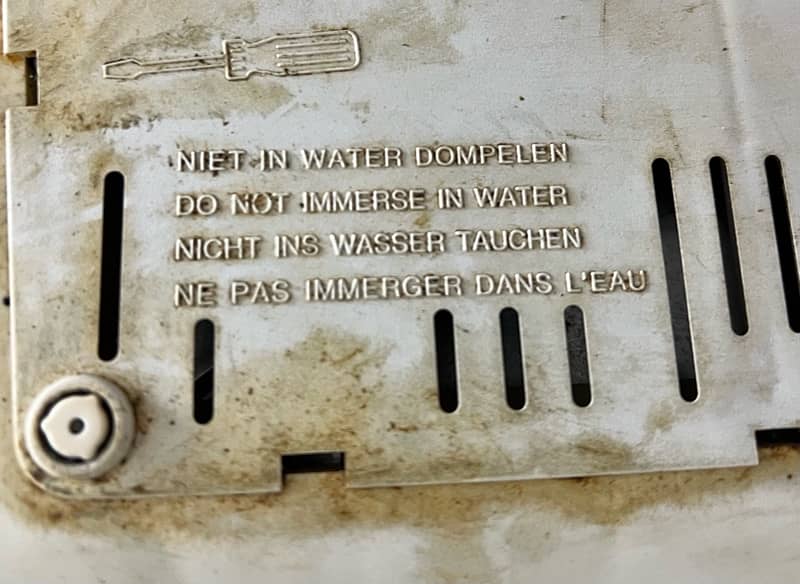 NIET IN WATER DOMPELEN
DO NOT IMMERSE IN WATER
NICHT INS WASSER TAUCHEN
NE PAS IMMERGER DANS L'EAU